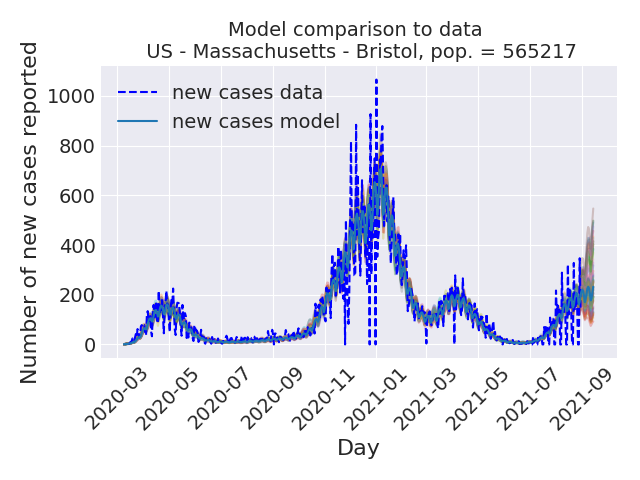 Model comparison to data
US - Massachusetts - Bristol, pop. = 565217
Number of new cases reported
1000
800
600
400
200
0
new cases data
new cases model
2020-03
2020-05
2020-07
2020-09
2020-11
2021-01
2021-03
2021-05
2021-07
2021-09
Day